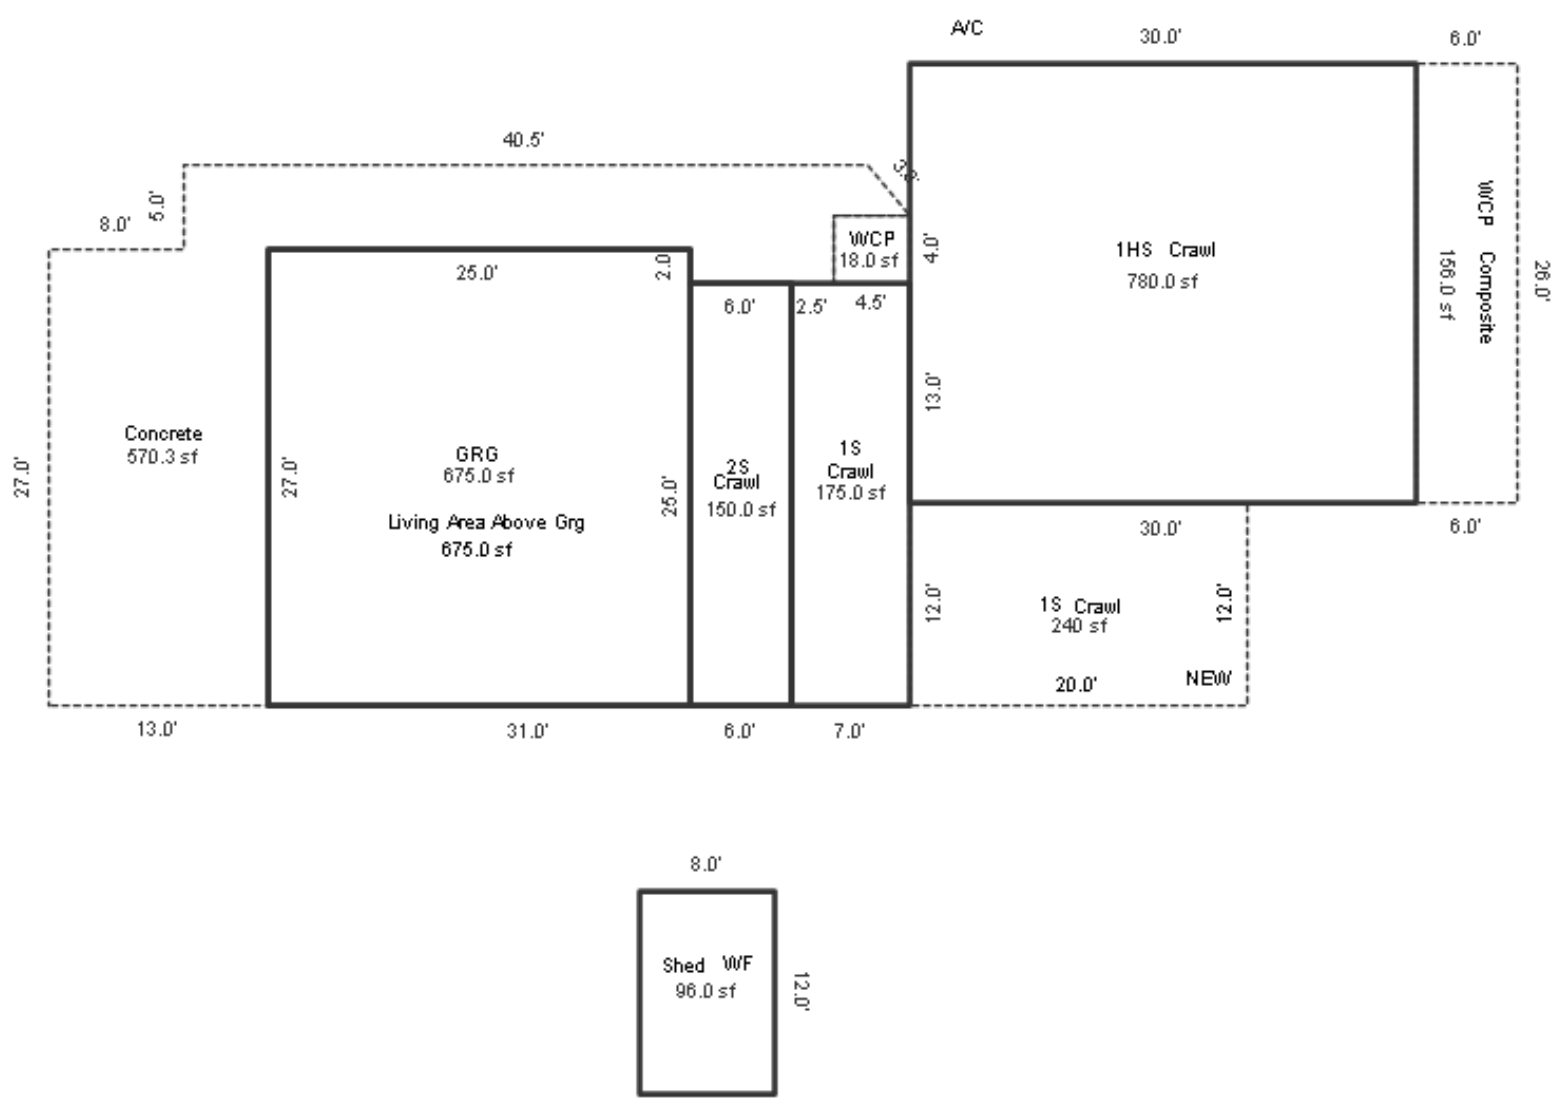 A/C
30.0'
6.0'
40.5'
8.0'
5.0'
27.0'
13.0'
Concrete
570.3 sf
25.0'
2.0
27.0'
25.0'
GRG
675.0 sf
Living Area Above Grg
675.0 sf
31.0'
6.0'
2S
Crawl
150.0 sf
6.0'
2.5'
4.5'
1S
Crawl
175.0 sf
7.0'
WCP
18.0 sf
4.0'
13.0'
1HS Crawl
780.0 sf
30.0'
WCP Composite
156.0 sf
26.0'
6.0'
12.0'
1S Crawl
240 sf
12.0'
20.0'
NEW
8.0'
Shed WF
96.0 sf
12.0'